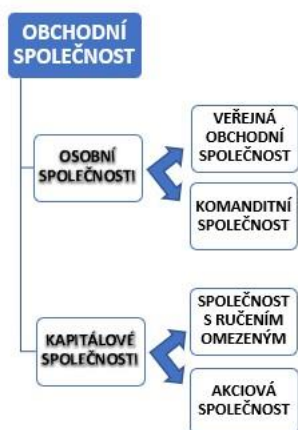 OBCHODNÍ
SPOLEČNOST
OSOBNÍ
SPOLEČNOSTI
VEŘEJNÁ
OBCHODNÍ
SPOLEČNOST
KOMANDITNÍ
SPOLEČNOST
KAPITÁLOVÉ
SPOLEČNOSTI
SPOLEČNOST
S RUČENÍM
OMEZENÝM
AKCIOVÁ
SPOLEČNOST